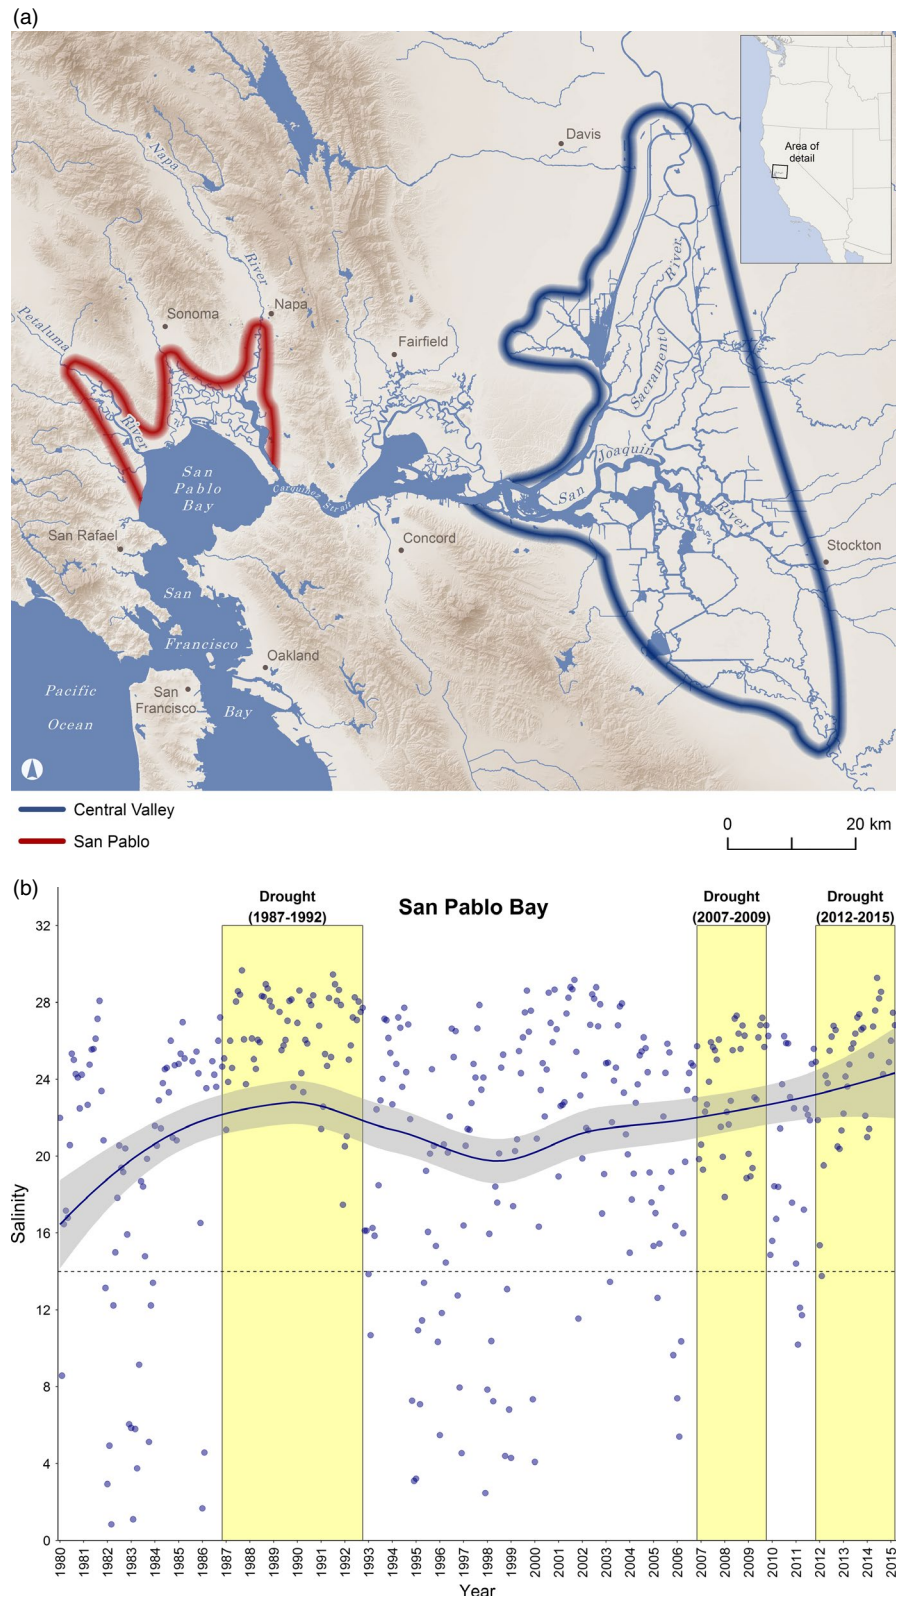 (a)
Davis
Area of
detail
Napa
River
River
Sacramento
Napa
Sonoma
Petaluma
River
Fairfield
San
Pablo
Bay
Carquinez Strait
San
Joaquin
River
San Rafael
Concord
Stockton
San
Francisco
Bay
Oakland
Pacific
Ocean
San
Francisco
Central Valley
San Pablo
0 20 km
(b)
San Pablo Bay
Drought
(1987-1992)
Drought
(2007-2009)
Drought
(2012-2015)
Salinity
32
28
24
20
16
12
8
4
0
1980 1981 1982 1983 1984 1985 1986 1987 1988 1989 1990 1991 1992 1993 1994 1995 1996 1997 1998 1999 2000 2001 2002 2003 2004 2005 2006 2007 2008 2009 2010 2011 2012 2013 2014 2015
Year